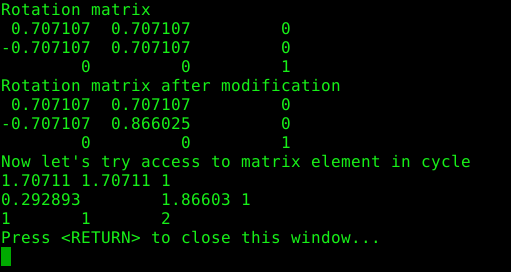 Rotation matrix
 0.707107  0.707107         0
-0.707107  0.707107         0
        0         0         1
Rotation matrix after modification
 0.707107  0.707107         0
-0.707107  0.866025         0
        0         0         1
Now let's try access to matrix element in cycle
1.70711 1.70711 1
0.292893        1.86603 1
1       1       2
Press <RETURN> to close this window...